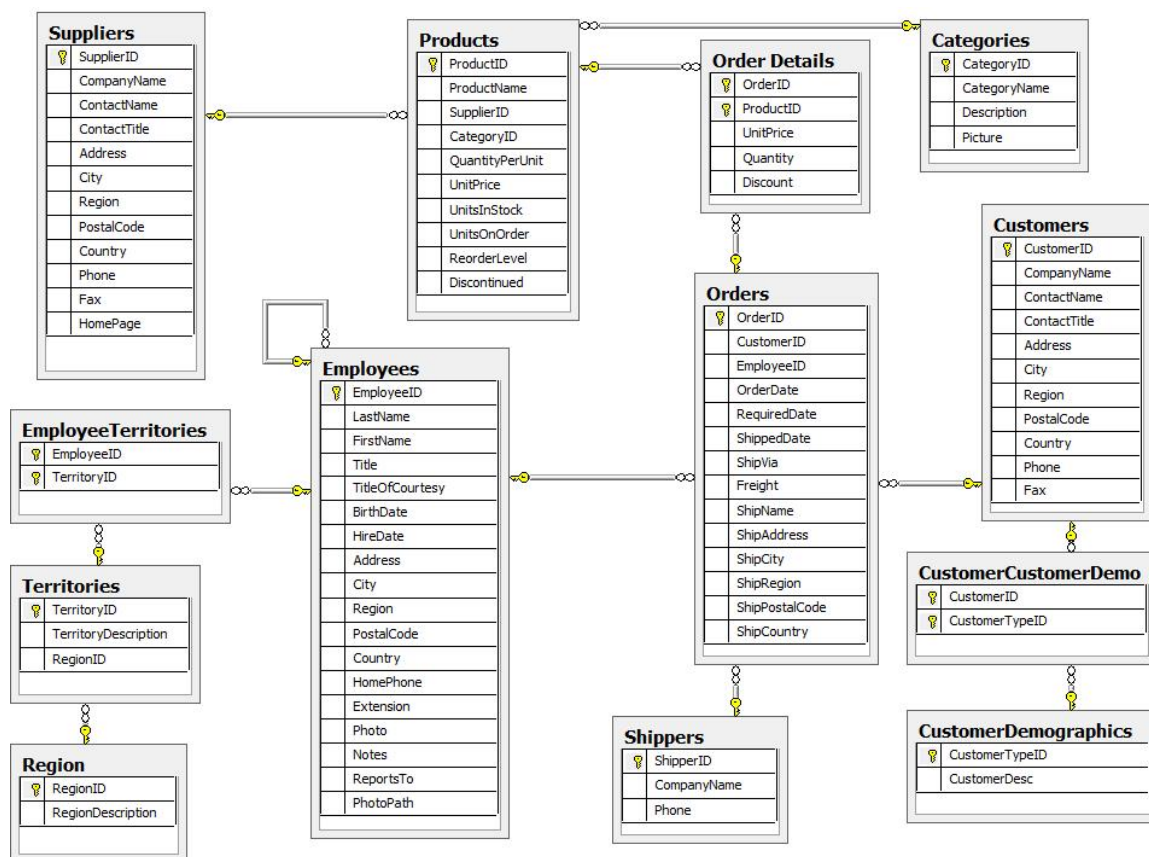 Suppliers
SupplierID
CompanyName
ContactName
ContactTitle
Address
City
Region
PostalCode
Country
Phone
Fax
HomePage
Products
ProductID
ProductName
SupplierID
CategoryID
QuantityPerUnit
UnitPrice
UnitsInStock
UnitsOnOrder
ReorderLevel
Discontinued
Order Details
OrderID
ProductID
UnitPrice
Quantity
Discount
Categories
CategoryID
CategoryName
Description
Picture
Customers
CustomerID
CompanyName
ContactName
ContactTitle
Address
City
Region
PostalCode
Country
Phone
Fax
Orders
OrderID
CustomerID
EmployeeID
OrderDate
RequiredDate
ShippedDate
ShipVia
Freight
ShipName
ShipAddress
ShipCity
ShipRegion
ShipPostalCode
ShipCountry
Employees
EmployeeID
LastName
FirstName
Title
TitleOfCourtesy
BirthDate
HireDate
Address
City
Region
PostalCode
Country
HomePhone
Extension
Photo
Notes
ReportsTo
PhotoPath
EmployeeTerritories
EmployeeID
TerritoryID
Territories
TerritoryID
TerritoryDescription
RegionID
Region
RegionID
RegionDescription
Shippers
ShipperID
CompanyName
Phone
CustomerCustomerDemo
CustomerID
CustomerTypeID
CustomerDemographics
CustomerTypeID
CustomerDesc